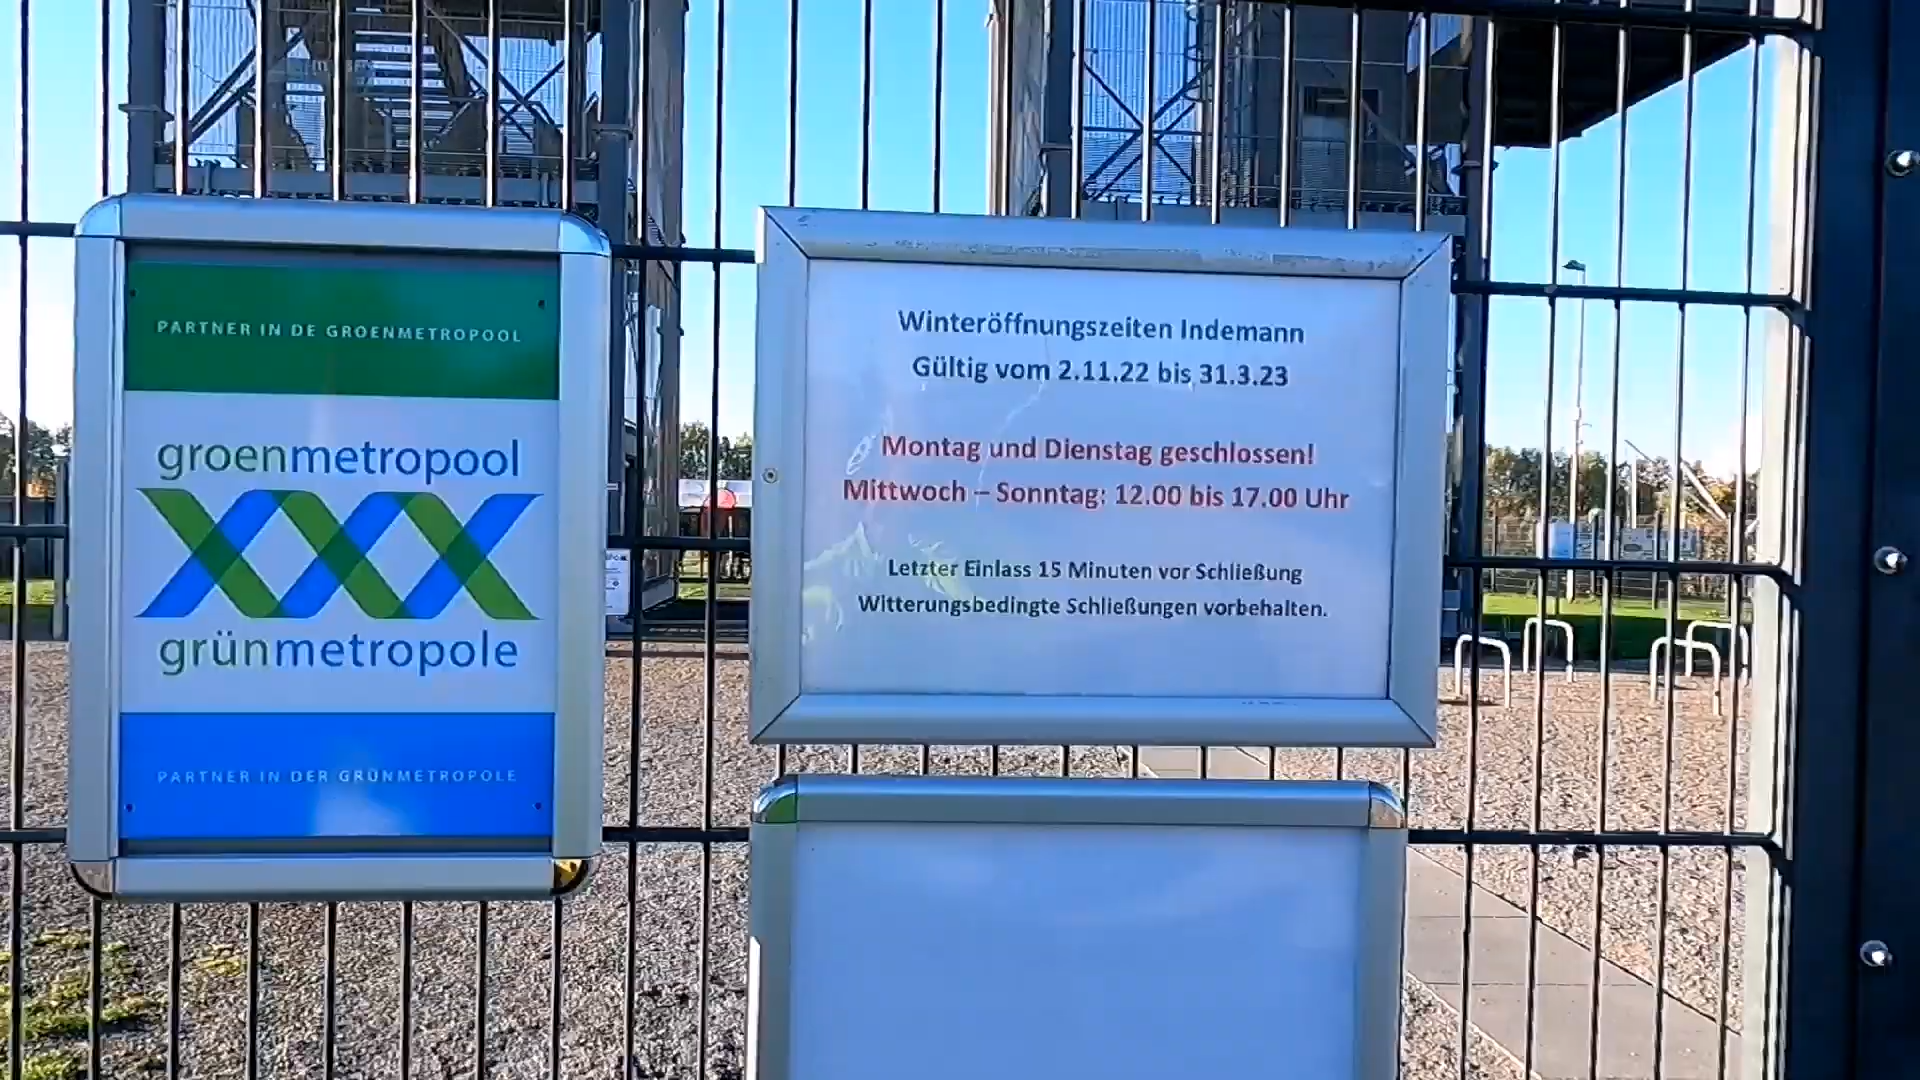 PARTNER IN DE GROENMETROPOOL
groenmetropool
grünmetropole
PARTNER IN DER GRÜNMETROPOLE
Winteröffnungszeiten Indemann
Gültig vom 2.11.22 bis 31.3.23
Montag und Dienstag geschlossen!
Mittwoch – Sonntag: 12.00 bis 17.00 Uhr
Letzter Einlass 15 Minuten vor Schließung
Witterungsbedingte Schließungen vorbehalten.